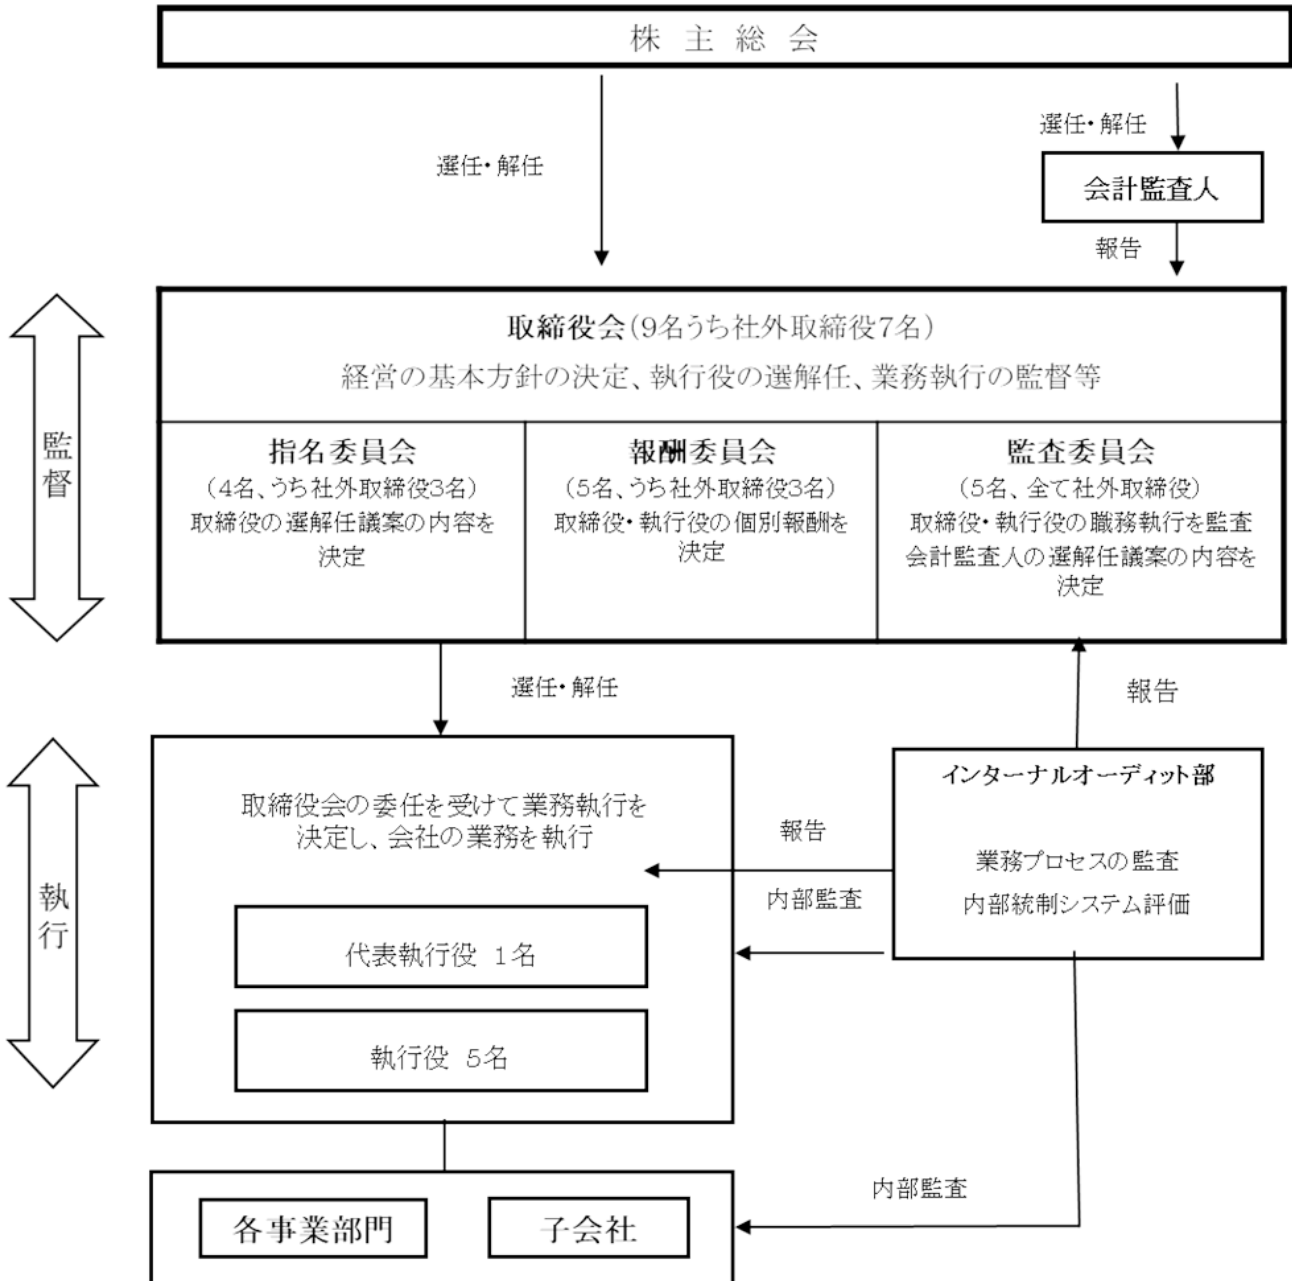 株主総会
選任・解任
選任・解任
会計監査人
報告
取締役会(9名うち社外取締役7名)
経営の基本方針の決定、執行役の選解任、業務執行の監督等
監督
指名委員会
(4名、うち社外取締役3名)
取締役の選解任議案の内容を
決定
報酬委員会
(5名、うち社外取締役3名)
取締役・執行役の個別報酬を
決定
監査委員会
(5名、全て社外取締役)
取締役・執行役の職務執行を監査
会計監査人の選解任議案の内容を
決定
選任・解任
報告
執行
取締役会の委任を受けて業務執行を
決定し、会社の業務を執行
代表執行役 1名
執行役 5名
報告
内部監査
インターナルオーディット部
業務プロセスの監査
内部統制システム評価
内部監査
各事業部門
子会社